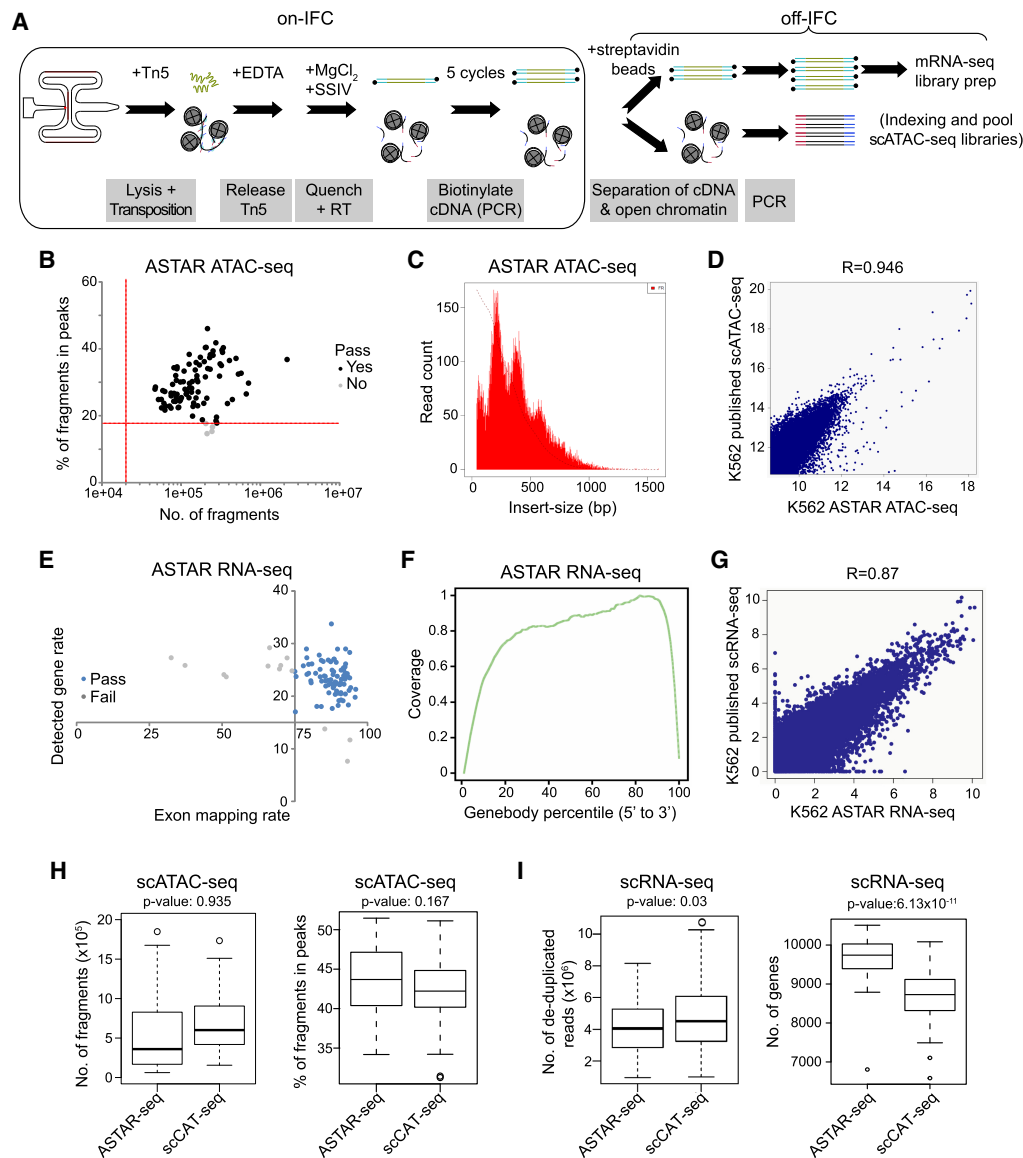 A
on-IFC
off-IFC
+Tn5
+EDTA
+MgCl2
+SSIV
5 cycles
+streptavidin
beads
mRNA-seq
library prep
(Indexing and pool
scATAC-seq libraries)
Lysis +
Transposition
Release
Tn5
Quench
+ RT
Biotinylate
cDNA (PCR)
Separation of cDNA
& open chromatin
PCR
B
ASTAR ATAC-seq
% of fragments in peaks
60
40
20
0
1e+04
1e+05
1e+06
1e+07
No. of fragments
Pass
Yes
No
C
ASTAR ATAC-seq
Read count
150
100
50
0
0
500
1000
1500
Insert-size (bp)
FR
D
R=0.946
K562 published scATAC-seq
20
18
16
14
12
10
12
14
16
18
K562 ASTAR ATAC-seq
E
ASTAR RNA-seq
Detected gene rate
40
30
20
10
0
0
25
50
75
100
Pass
Fail
Exon mapping rate
F
ASTAR RNA-seq
Coverage
1
0.8
0.6
0.4
0.2
0
0
20
40
60
80
100
Genebody percentile (5’ to 3’)
G
R=0.87
K562 published scRNA-seq
10
8
6
4
2
0
0
2
4
6
8
10
K562 ASTAR RNA-seq
H
scATAC-seq
p-value: 0.935
No. of fragments (x10⁵)
20
15
10
5
0
ASTAR-seq
scCAT-seq
scATAC-seq
p-value: 0.167
% of fragments in peaks
50
45
35
ASTAR-seq
scCAT-seq
I
scRNA-seq
p-value: 0.03
No. of de-duplicated
reads (x10⁶)
10
8
6
4
2
ASTAR-seq
scCAT-seq
scRNA-seq
p-value:6.13x10⁻¹¹
No. of genes
10000
9000
8000
7000
ASTAR-seq
scCAT-seq